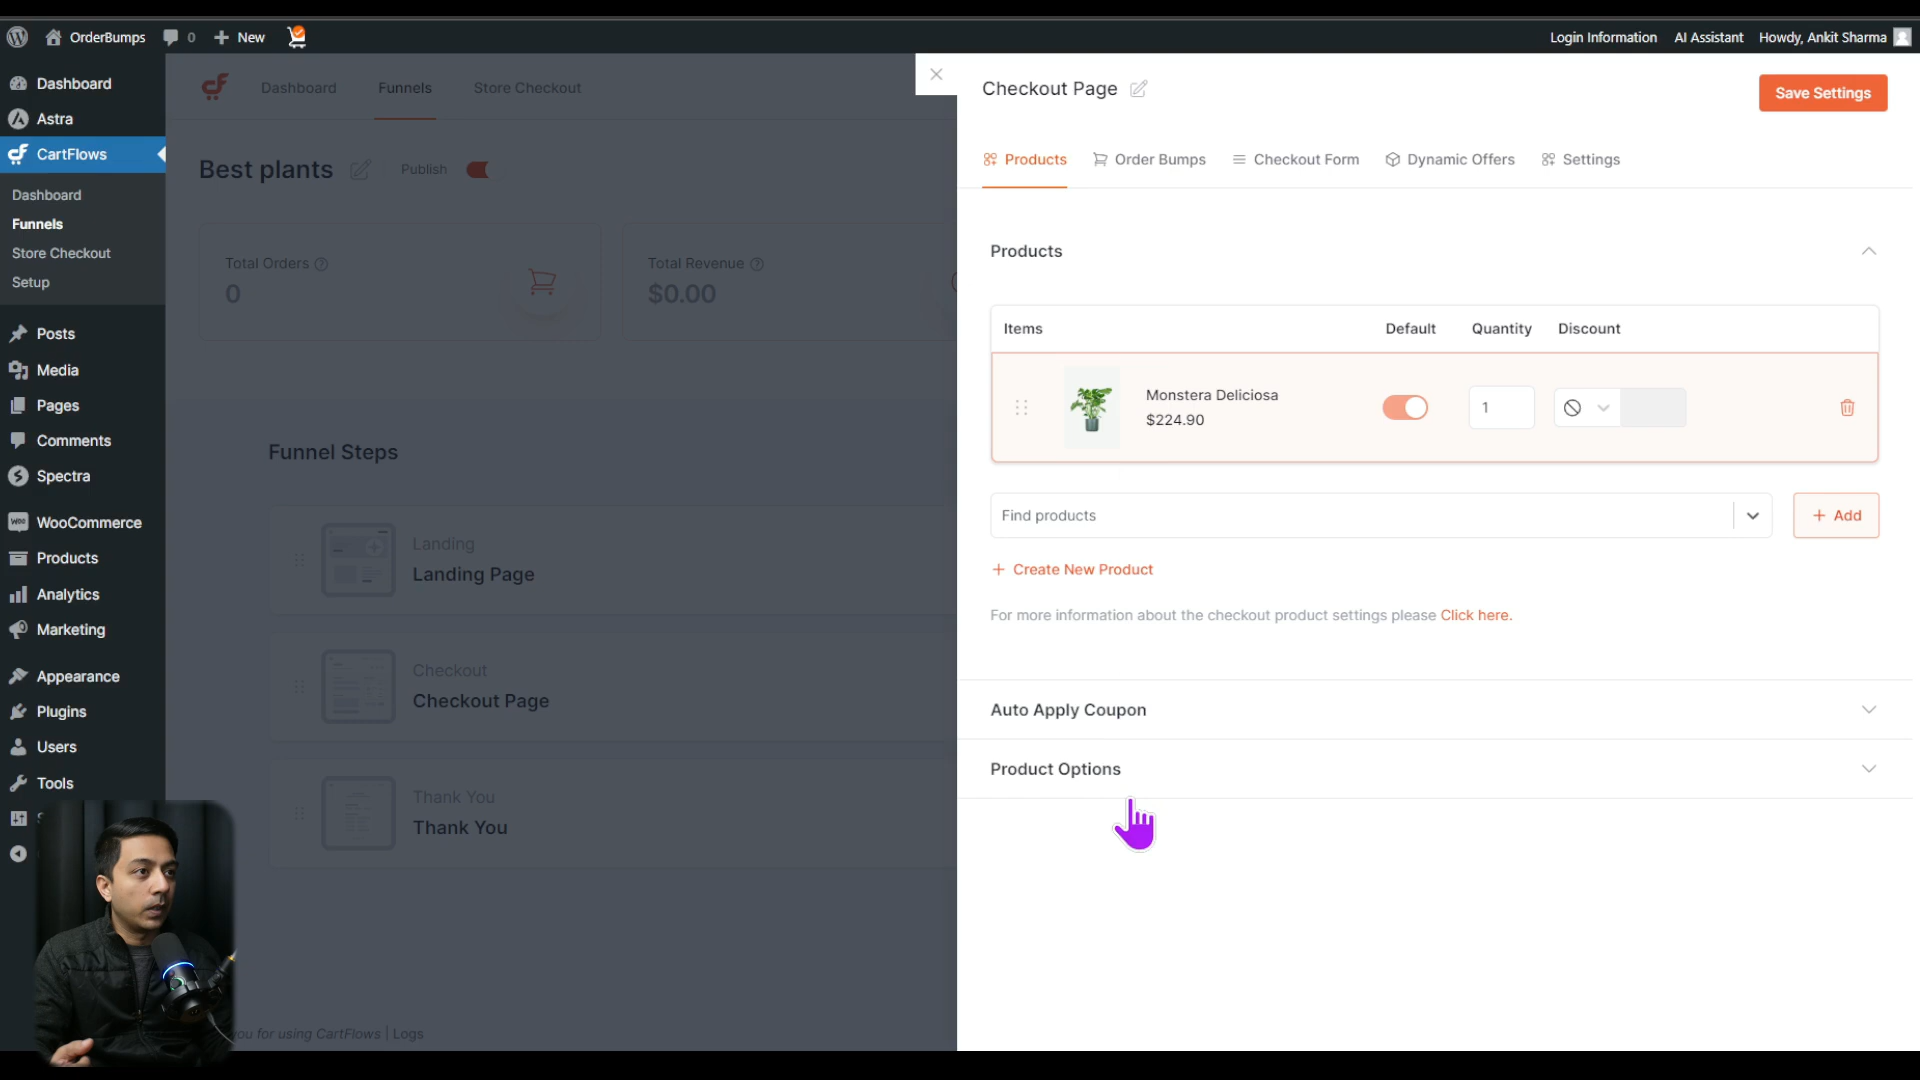 OrderBumps
0
New
Login Information
AI Assistant
Howdy, Ankit Sharma
Dashboard
Astra
CartFlows
Dashboard
Funnels
Store Checkout
Setup
Posts
Media
Pages
Comments
Spectra
WooCommerce
Products
Analytics
Marketing
Appearance
Plugins
Users
Tools
Dashboard
Funnels
Store Checkout
Best plants
Publish
Total Orders
0
Total Revenue
$0.00
Funnel Steps
Landing
Landing Page
Checkout
Checkout Page
Thank You
Thank You
you for using CartFlows | Logs
Checkout Page
Save Settings
Products
Order Bumps
Checkout Form
Dynamic Offers
Settings
Products
Items
Default
Quantity
Discount
Monstera Deliciosa
$224.90
1
Find products
+ Add
+ Create New Product
For more information about the checkout product settings please Click here.
Auto Apply Coupon
Product Options